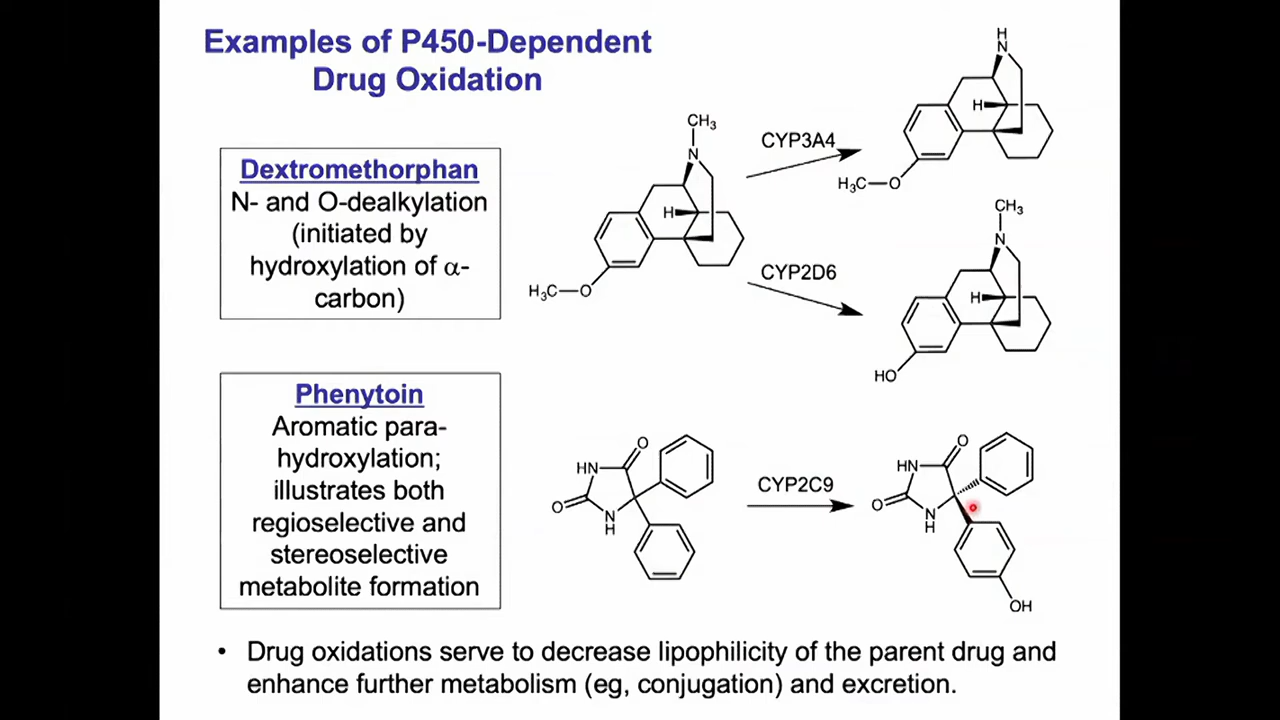 Examples of P450-Dependent
Drug Oxidation
Dextromethorphan
N- and O-dealkylation
(initiated by
hydroxylation of α-
carbon)
CH₃
N
H
H₃C—O
CYP3A4
H
N
H
H₃C—O
CYP2D6
CH₃
N
H
HO
Phenytoin
Aromatic para-
hydroxylation;
illustrates both
regioselective and
stereoselective
metabolite formation
O
NH
O
N
H
CYP2C9
O
HN
O
N
H
OH
• Drug oxidations serve to decrease lipophilicity of the parent drug and
enhance further metabolism (eg, conjugation) and excretion.